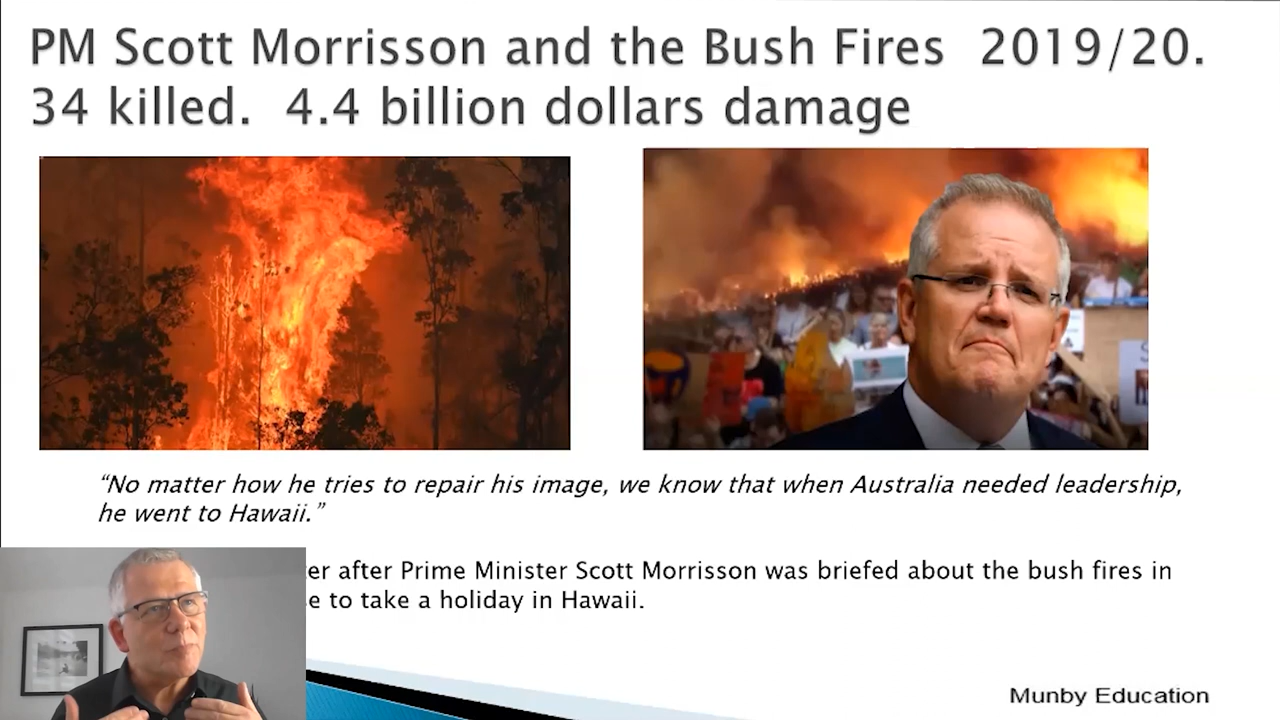 PM Scott Morrisson and the Bush Fires 2019/20.
34 killed. 4.4 billion dollars damage
“No matter how he tries to repair his image, we know that when Australia needed leadership,
he went to Hawaii.”
after Prime Minister Scott Morrisson was briefed about the bush fires in
to take a holiday in Hawaii.
Munby Education